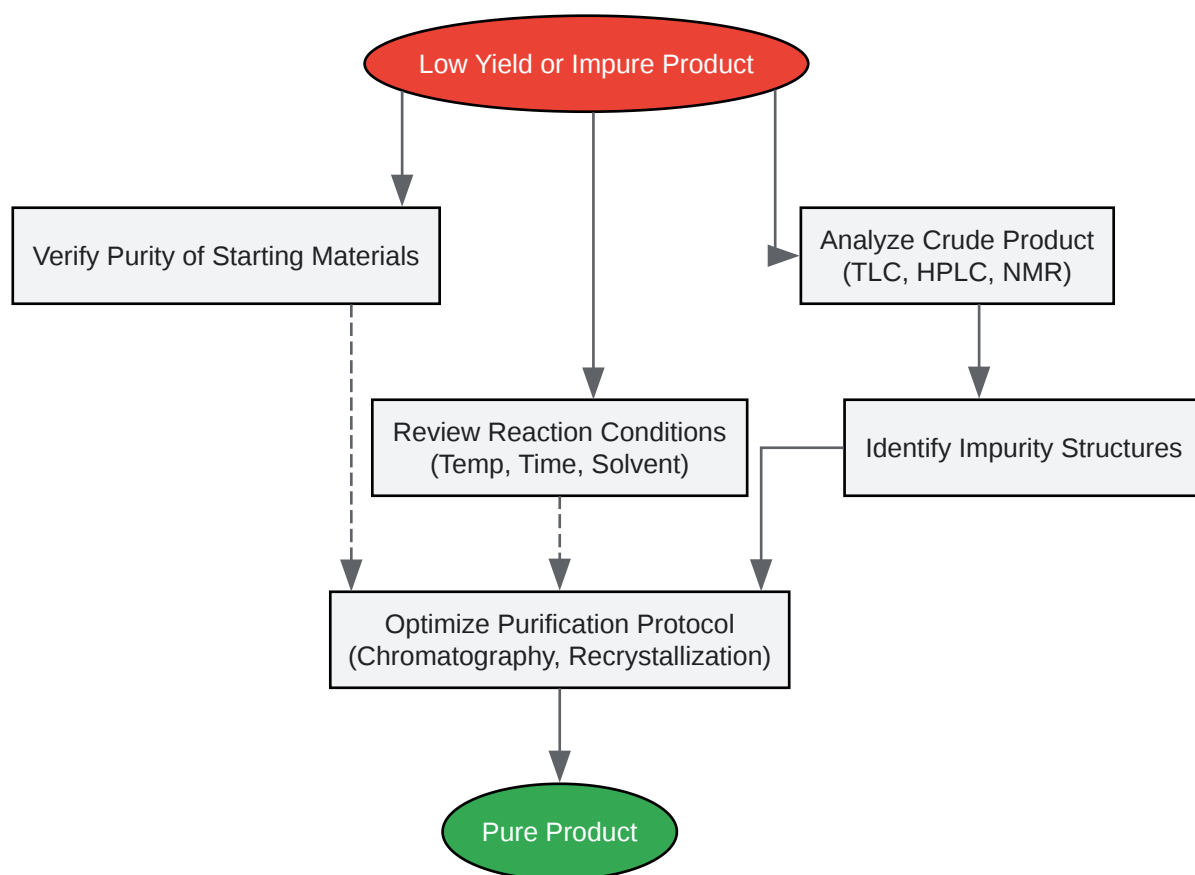 Low Yield or Impure Product
Verify Purity of Starting Materials
Analyze Crude Product
(TLC, HPLC, NMR)
Review Reaction Conditions
(Temp, Time, Solvent)
Identify Impurity Structures
Optimize Purification Protocol
(Chromatography, Recrystallization)
Pure Product